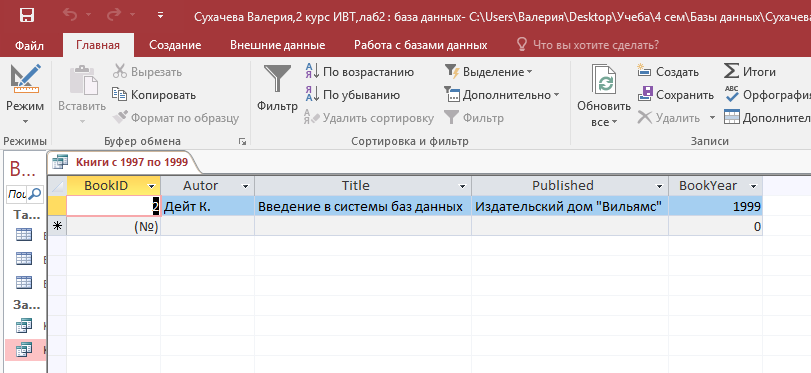 Сухачева Валерия,2 курс ИВТ,лаб2 : база данных- C:\Users\Валерия\Desktop\Учеба\4 сем\Базы данных\Сухачева
Файл Главная Создание Внешние данные Работа с базами данных Что вы хотите сделать?
Режим
Режимы
Вставить
Вырезать
Копировать
Формат по образцу
Буфер обмена
Фильтр
По возрастанию
По убыванию
Удалить сортировку
Выделение
Дополнительно
Фильтр
Сортировка и фильтр
Обновить
все
Создать
Сохранить
Удалить
Итоги
ABC
Орфография
Записи
В...
Пои
Та...
За...
Книги с 1997 по 1999
BookID Autor Title Published BookYear
2 Дейт К. Введение в системы баз данных Издательский дом "Вильямс" 1999
(№) 0